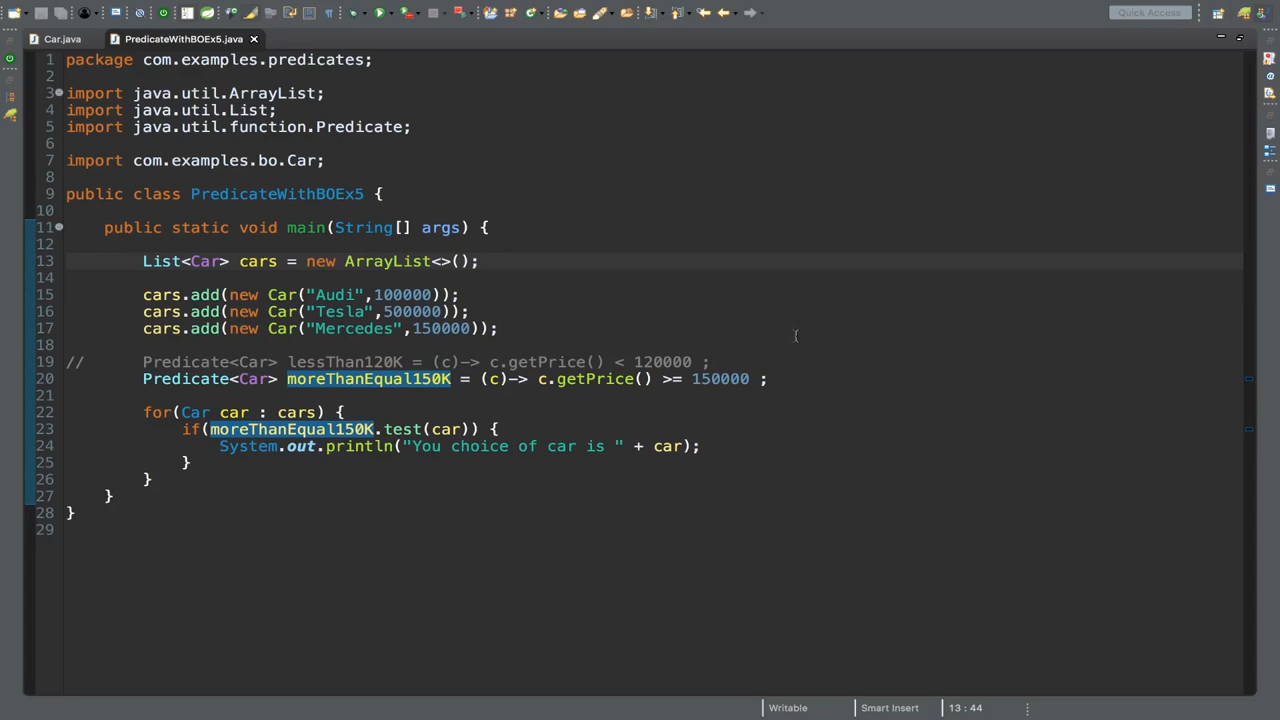 Quick Access
Car.java
PredicateWithBOEx5.java
1 package com.examples.predicates;
2
3 import java.util.ArrayList;
4 import java.util.List;
5 import java.util.function.Predicate;
6
7 import com.examples.bo.Car;
8
9 public class PredicateWithBOEx5 {
10
11 public static void main(String[] args) {
12
13 List<Car> cars = new ArrayList<>();
14
15 cars.add(new Car("Audi",100000));
16 cars.add(new Car("Tesla",500000));
17 cars.add(new Car("Mercedes",150000));
18
19 // Predicate<Car> lessThan120K = (c)-> c.getPrice() < 120000 ;
20 Predicate<Car> moreThanEqual150K = (c)-> c.getPrice() >= 150000 ;
21
22 for(Car car : cars) {
23 if(moreThanEqual150K.test(car)) {
24 System.out.println("You choice of car is " + car);
25 }
26 }
27 }
28 }
29
Writable
Smart Insert
13 : 44